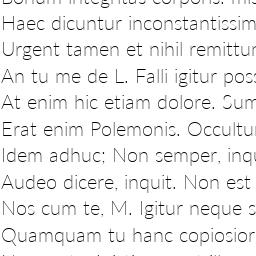 Bonum integritas corporis: mis
Haec dicuntur inconstantissim
Urgent tamen et nihil remittur
An tu me de L. Falli igitur poss
At enim hic etiam dolore. Sum
Erat enim Polemonis. Occultu
Idem adhuc; Non semper, inqu
Audeo dicere, inquit. Non est
Nos cum te, M. Igitur neque s
Quamquam tu hanc copiosior